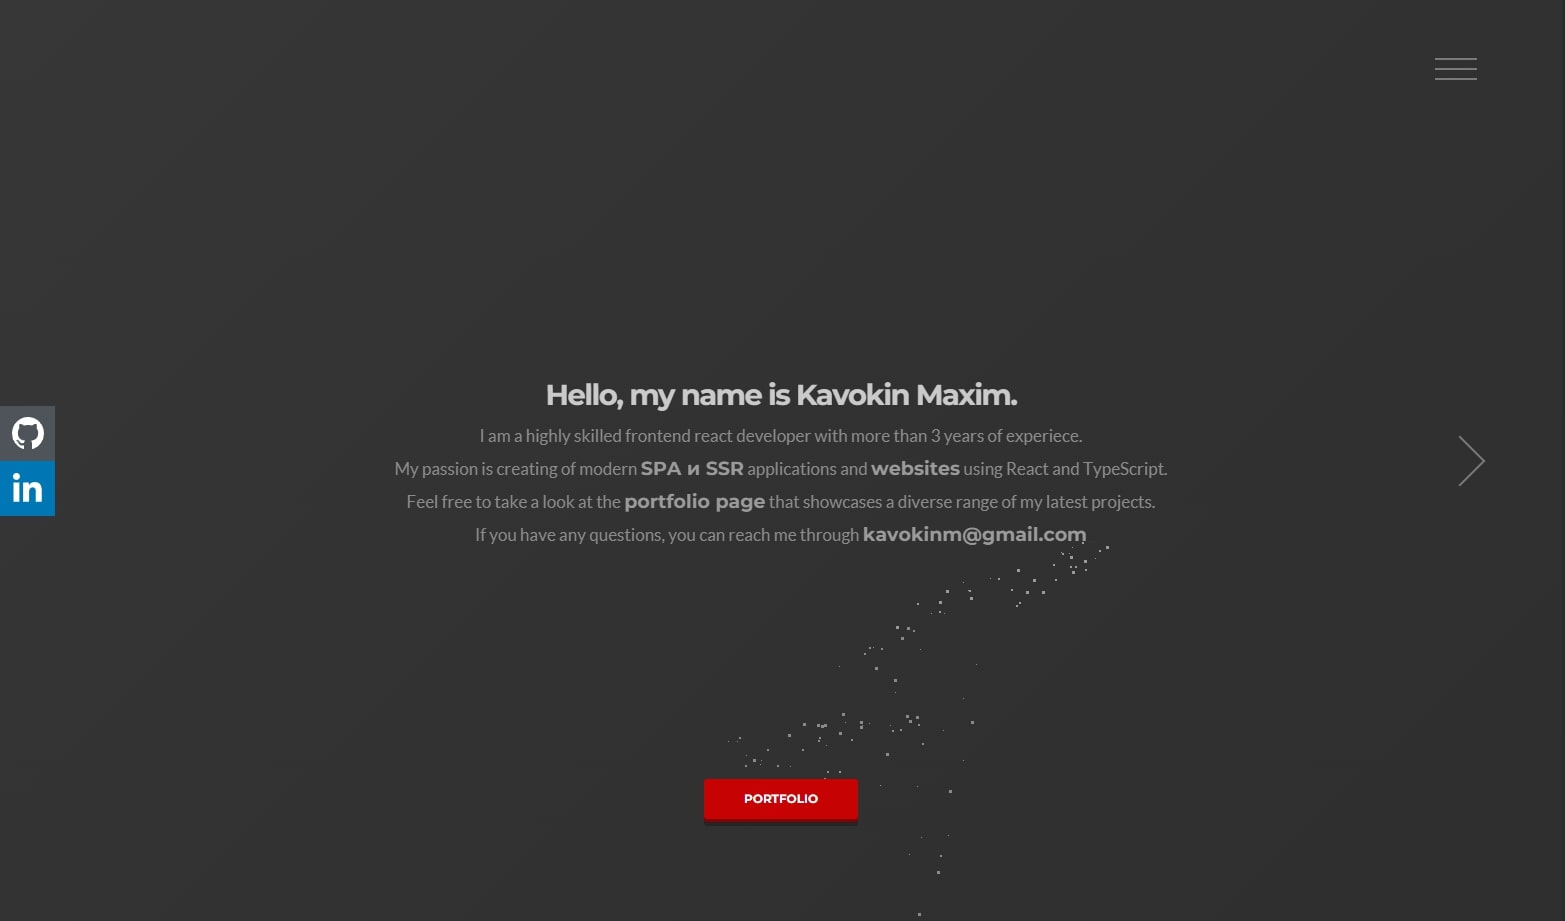 Hello, my name is Kavokin Maxim.
I am a highly skilled frontend react developer with more than 3 years of experiece.
My passion is creating of modern SPA и SSR applications and websites using React and TypeScript.
Feel free to take a look at the portfolio page that showcases a diverse range of my latest projects.
If you have any questions, you can reach me through kavokinm@gmail.com
in
PORTFOLIO